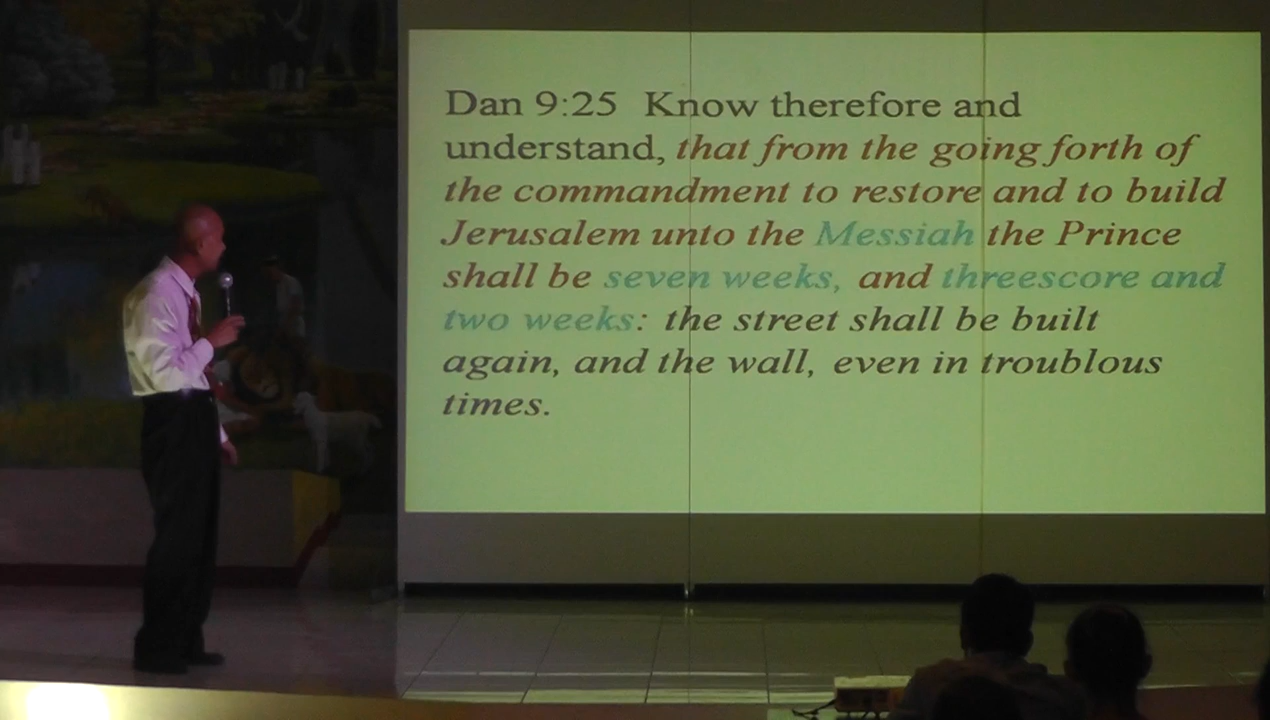 Dan 9:25 Know therefore and
understand, that from the going forth of
the commandment to restore and to build
Jerusalem unto the Messiah the Prince
shall be seven weeks, and threescore and
two weeks: the street shall be built
again, and the wall, even in troublous
times.